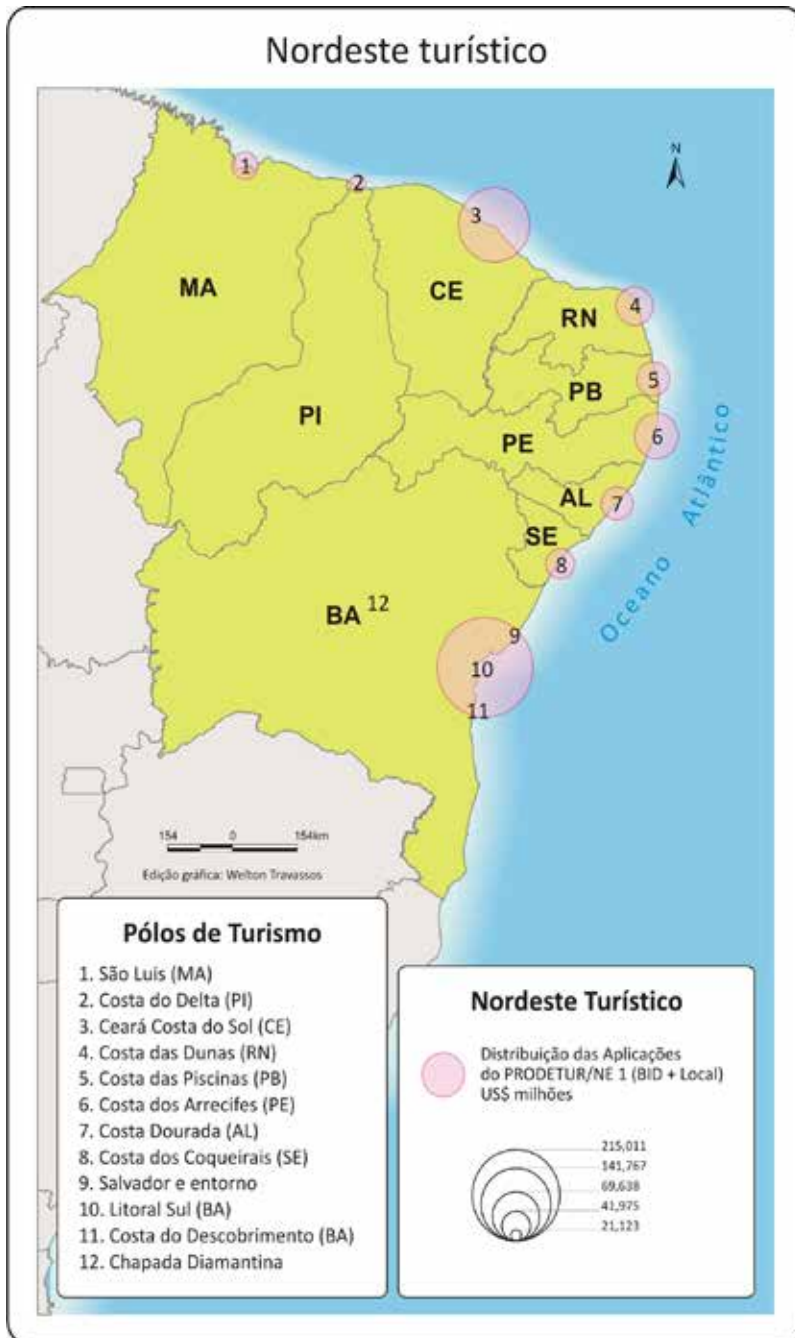 Nordeste turístico
N
1
2
3
MA
CE
4
RN
5
PB
PI
6
PE
AL
7
SE
8
BA
12
9
10
11
Oceano Atlântico
154 0 154km
Edição gráfica: Welton Travassos
Pólos de Turismo
1. São Luis (MA)
2. Costa do Delta (PI)
3. Ceará Costa do Sol (CE)
4. Costa das Dunas (RN)
5. Costa das Piscinas (PB)
6. Costa dos Arrecifes (PE)
7. Costa Dourada (AL)
8. Costa dos Coqueirais (SE)
9. Salvador e entorno
10. Litoral Sul (BA)
11. Costa do Descobrimento (BA)
12. Chapada Diamantina
Nordeste Turístico
Distribuição das Aplicações
do PRODETUR/NE 1 (BID + Local)
US$ milhões
215,011
141,767
69,638
41,975
21,123